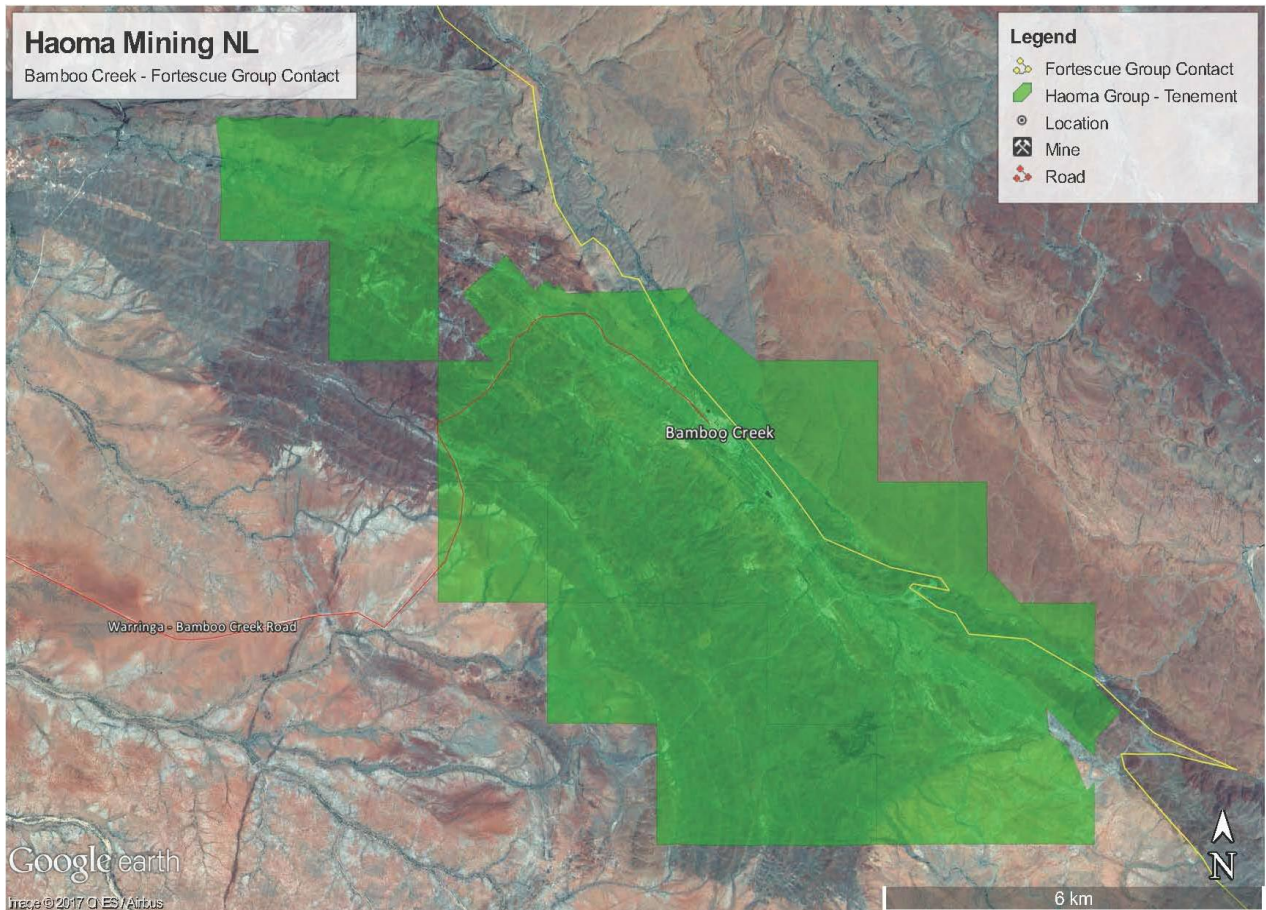 Haoma Mining NL
Bamboo Creek - Fortescue Group Contact
Legend
Fortescue Group Contact
Haoma Group - Tenement
Location
Mine
Road
Bamboo Creek
Warringa - Bamboo Creek Road
Google earth
Image © 2017 CNES / Airbus
N
6 km